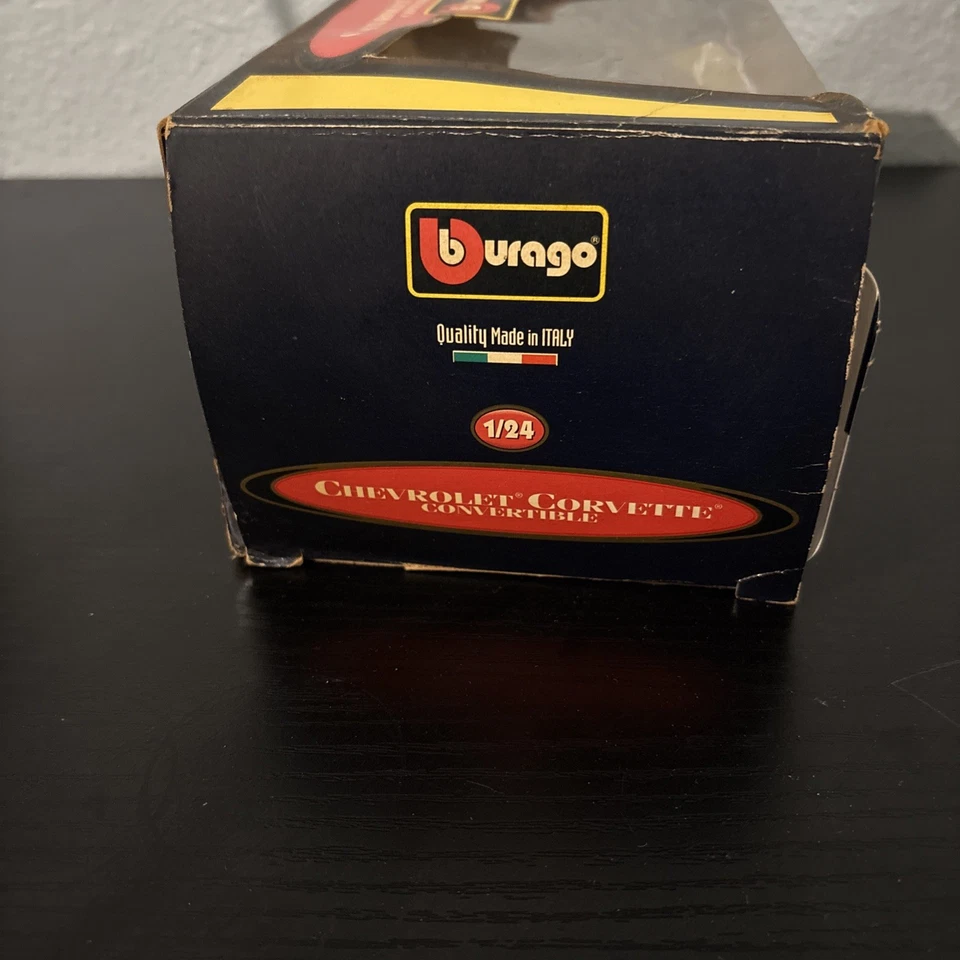 burago®
Quality Made in ITALY
1/24
CHEVROLET® CORVETTE®
CONVERTIBLE